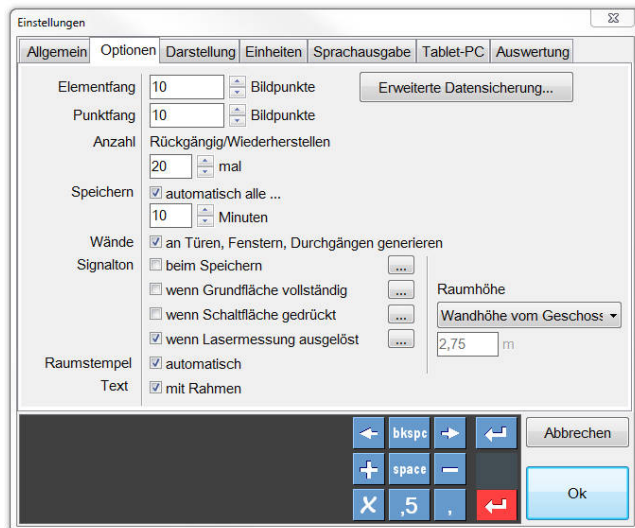 Einstellungen
Allgemein Optionen Darstellung Einheiten Sprachausgabe Tablet-PC Auswertung
Elementfang 10 Bildpunkte Erweiterte Datensicherung...
Punktfang 10 Bildpunkte
Anzahl Rückgängig/Wiederherstellen
20 mal
Speichern automatisch alle ...
10 Minuten
Wände an Türen, Fenstern, Durchgängen generieren
Signalton beim Speichern ...
wenn Grundfläche vollständig ... Raumhöhe
wenn Schaltfläche gedrückt ... Wandhöhe vom Geschoss
wenn Lasermessung ausgelöst ... 2,75 m
Raumstempel automatisch
Text mit Rahmen
bkspc Abbrechen
+ space −
X ,5 , Ok